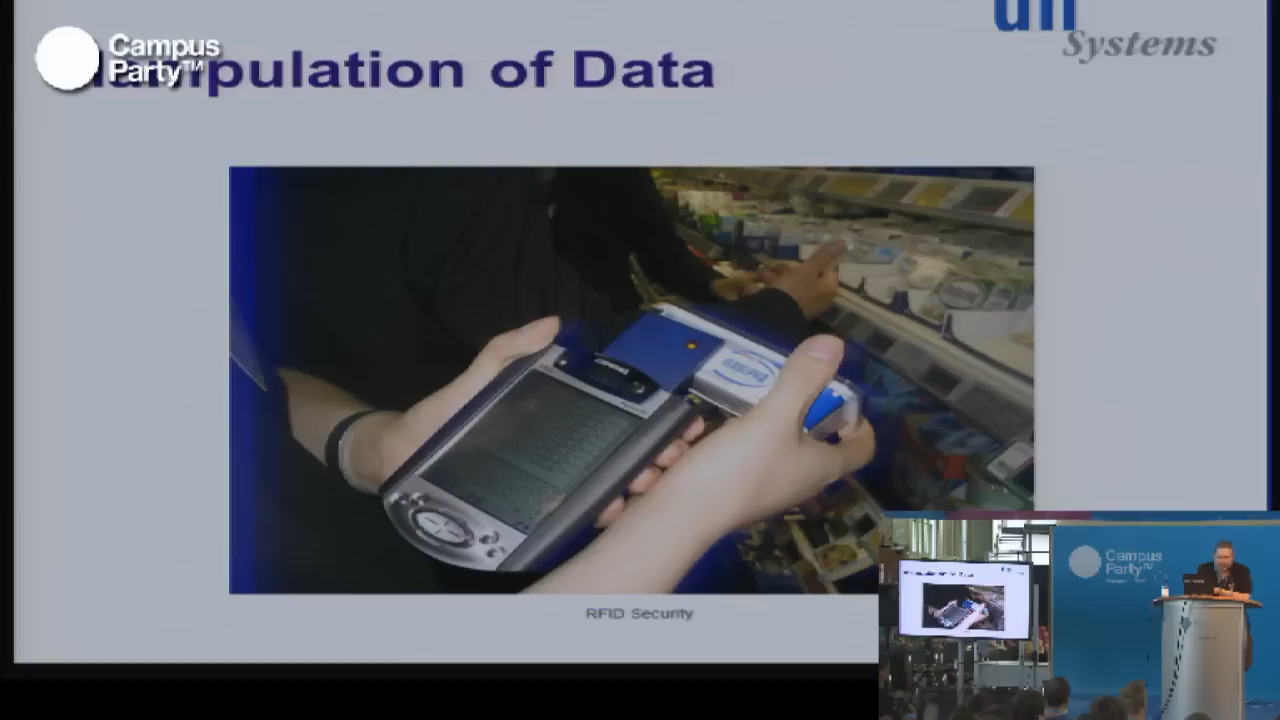 Campus
Party™
Manipulation of Data
Systems
RFID Security
Campus
Party™